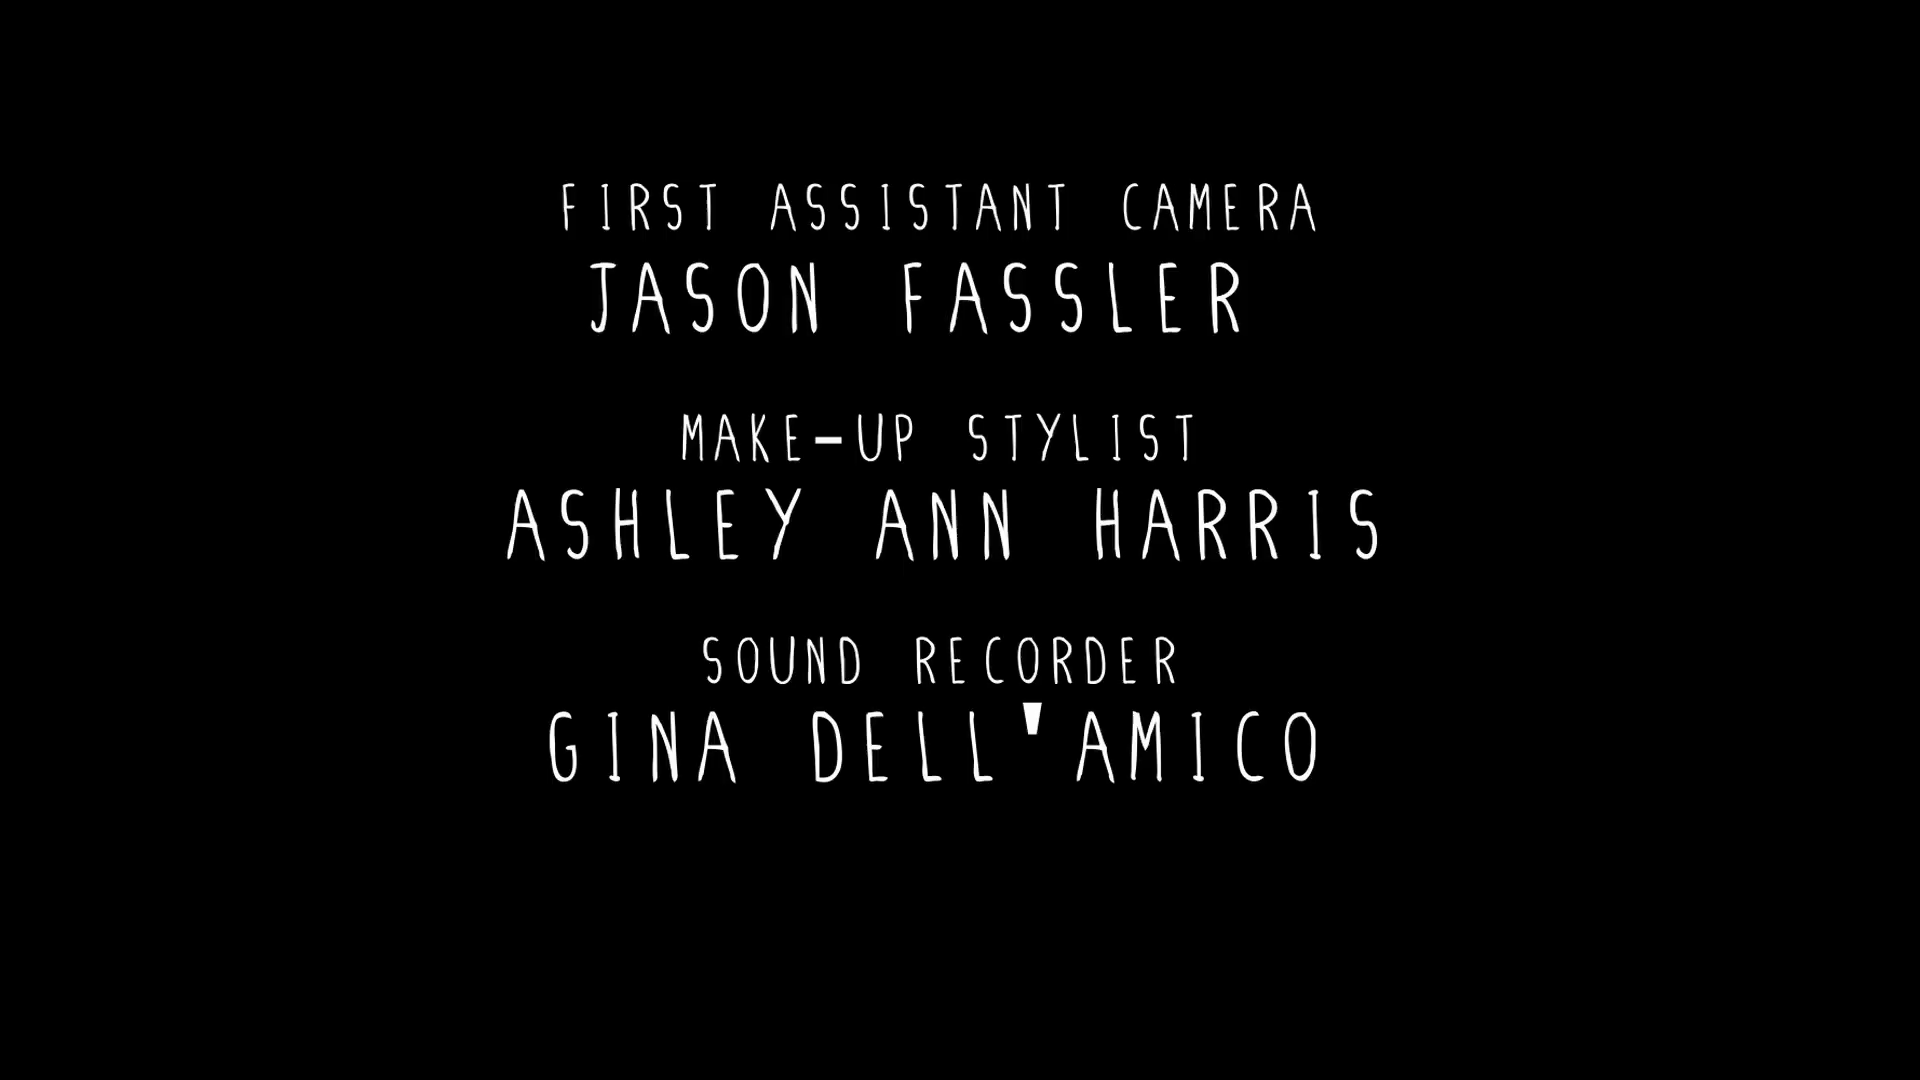 FIRST ASSISTANT CAMERA
JASON FASSLER
MAKE-UP STYLIST
ASHLEY ANN HARRIS
SOUND RECORDER
GINA DELL'AMICO